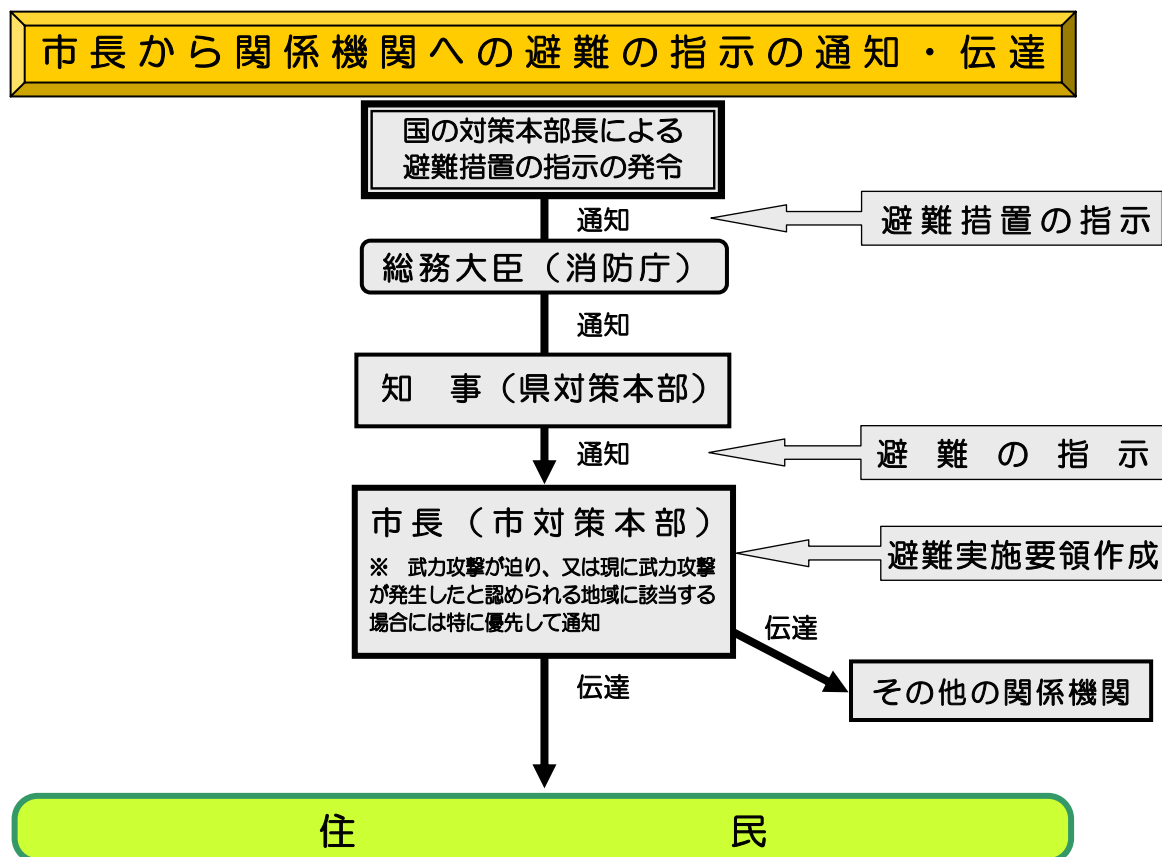 市長から関係機関への避難の指示の通知・伝達
国の対策本部長による
避難措置の指示の発令
通知
避難措置の指示
総務大臣（消防庁）
通知
知　事（県対策本部）
通知
避難の指示
市長（市対策本部）
※　武力攻撃が迫り、又は現に武力攻撃
が発生したと認められる地域に該当する
場合には特に優先して通知
避難実施要領作成
伝達
その他の関係機関
伝達
住　民